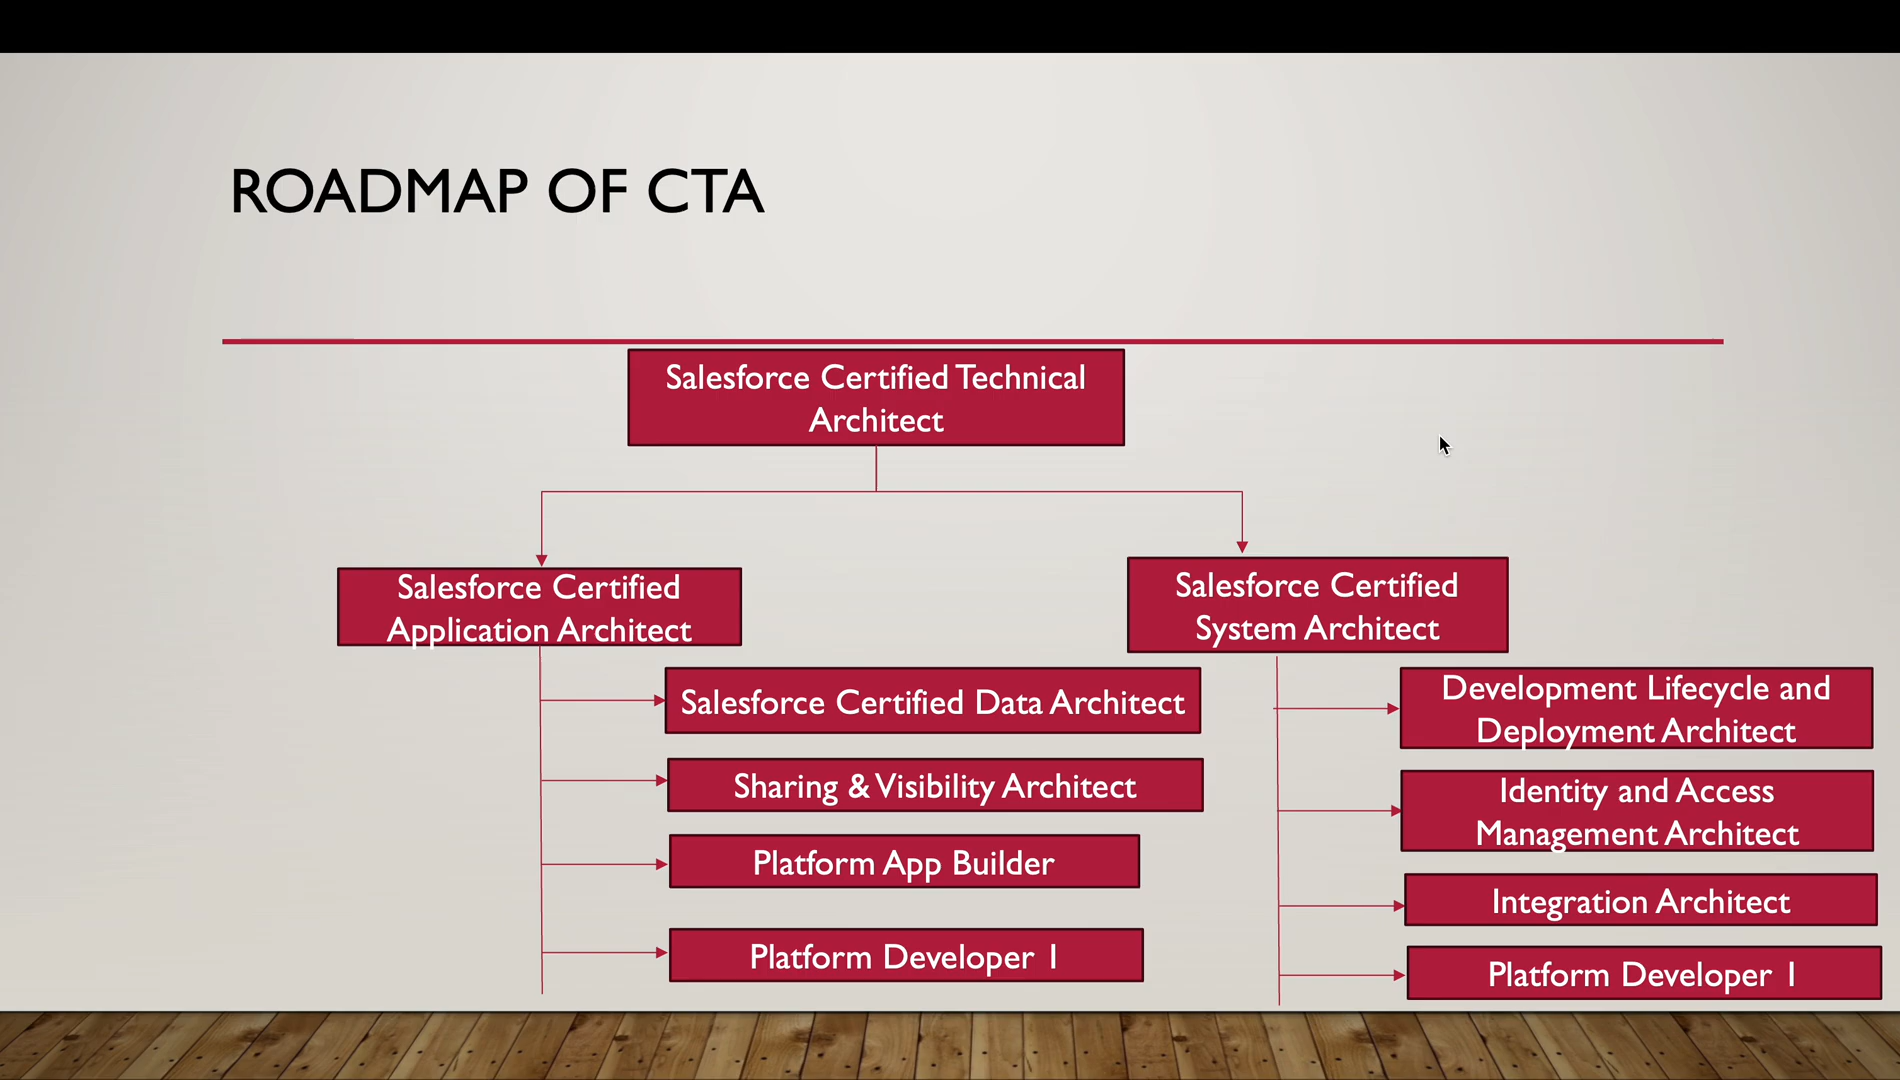 ROADMAP OF CTA
Salesforce Certified Technical
Architect
Salesforce Certified
Application Architect
Salesforce Certified Data Architect
Sharing & Visibility Architect
Platform App Builder
Platform Developer 1
Salesforce Certified
System Architect
Development Lifecycle and
Deployment Architect
Identity and Access
Management Architect
Integration Architect
Platform Developer 1